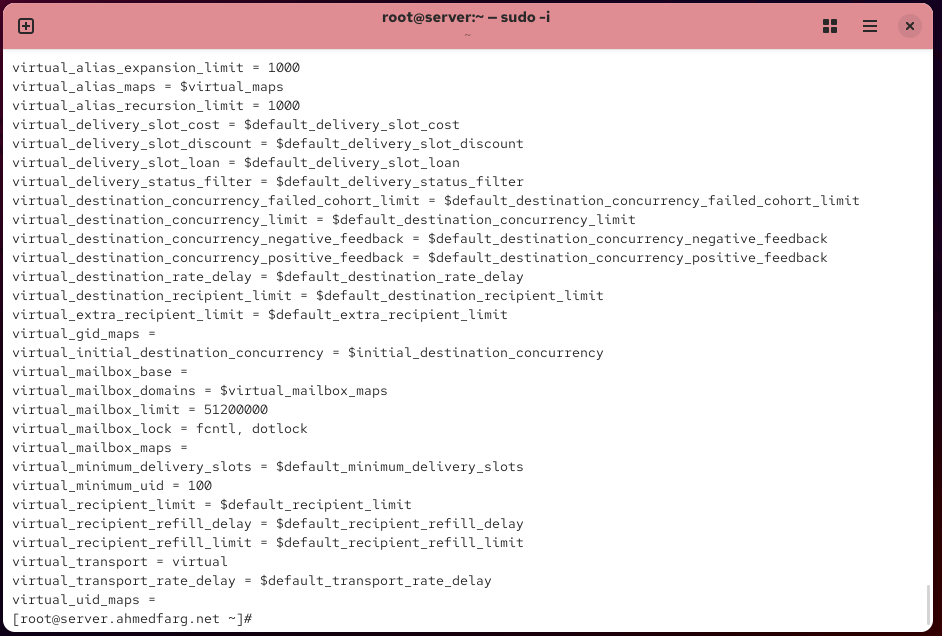 root@server:~ — sudo -i
~
virtual_alias_expansion_limit = 1000
virtual_alias_maps = $virtual_maps
virtual_alias_recursion_limit = 1000
virtual_delivery_slot_cost = $default_delivery_slot_cost
virtual_delivery_slot_discount = $default_delivery_slot_discount
virtual_delivery_slot_loan = $default_delivery_slot_loan
virtual_delivery_status_filter = $default_delivery_status_filter
virtual_destination_concurrency_failed_cohort_limit = $default_destination_concurrency_failed_cohort_limit
virtual_destination_concurrency_limit = $default_destination_concurrency_limit
virtual_destination_concurrency_negative_feedback = $default_destination_concurrency_negative_feedback
virtual_destination_concurrency_positive_feedback = $default_destination_concurrency_positive_feedback
virtual_destination_rate_delay = $default_destination_rate_delay
virtual_destination_recipient_limit = $default_destination_recipient_limit
virtual_extra_recipient_limit = $default_extra_recipient_limit
virtual_gid_maps =
virtual_initial_destination_concurrency = $initial_destination_concurrency
virtual_mailbox_base =
virtual_mailbox_domains = $virtual_mailbox_maps
virtual_mailbox_limit = 51200000
virtual_mailbox_lock = fcntl, dotlock
virtual_mailbox_maps =
virtual_minimum_delivery_slots = $default_minimum_delivery_slots
virtual_minimum_uid = 100
virtual_recipient_limit = $default_recipient_limit
virtual_recipient_refill_delay = $default_recipient_refill_delay
virtual_recipient_refill_limit = $default_recipient_refill_limit
virtual_transport = virtual
virtual_transport_rate_delay = $default_transport_rate_delay
virtual_uid_maps =
[root@server.ahmedfarg.net ~]#